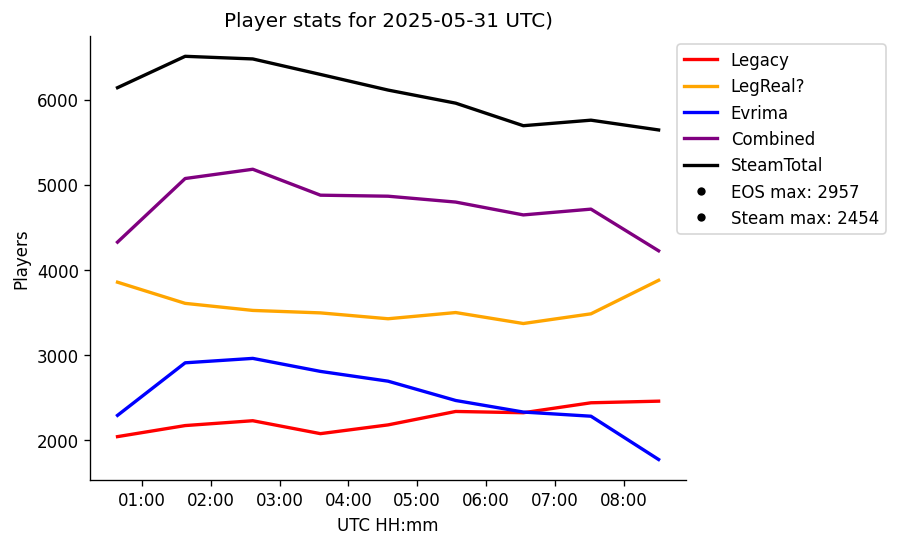 Player stats for 2025-05-31 UTC)
Legacy
LegReal?
Evrima
Combined
SteamTotal
EOS max: 2957
Steam max: 2454
Players
6000
5000
4000
3000
2000
01:00 02:00 03:00 04:00 05:00 06:00 07:00 08:00
UTC HH:mm